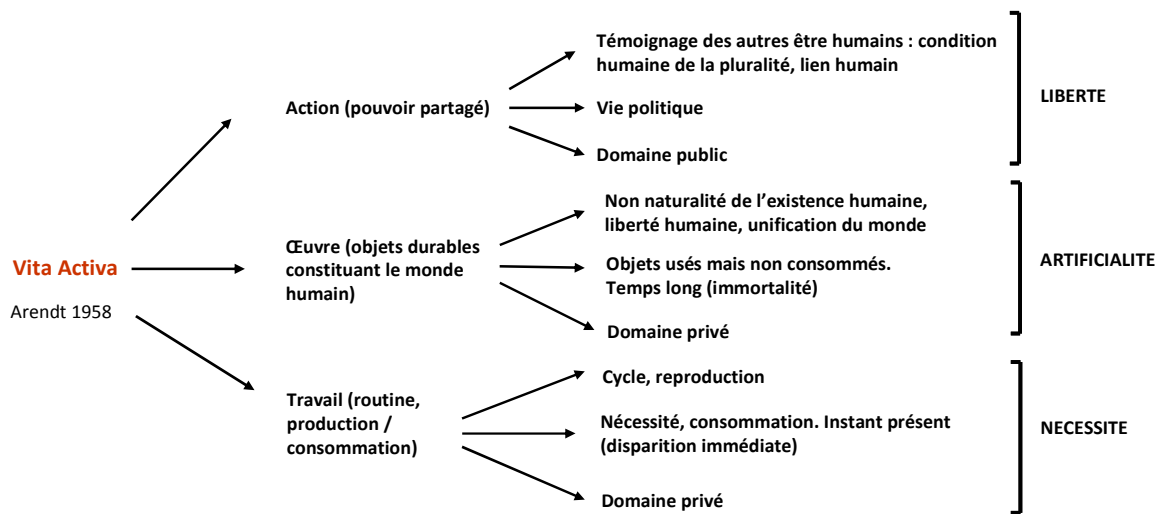 Vita Activa
Arendt 1958
Action (pouvoir partagé)
Témoignage des autres être humains : condition
humaine de la pluralité, lien humain
Vie politique
Domaine public
LIBERTE
Œuvre (objets durables
constituant le monde
humain)
Non naturalité de l’existence humaine,
liberté humaine, unification du monde
Objets usés mais non consommés.
Temps long (immortalité)
Domaine privé
ARTIFICIALITE
Travail (routine,
production /
consommation)
Cycle, reproduction
Nécessité, consommation. Instant présent
(disparition immédiate)
Domaine privé
NECESSITE